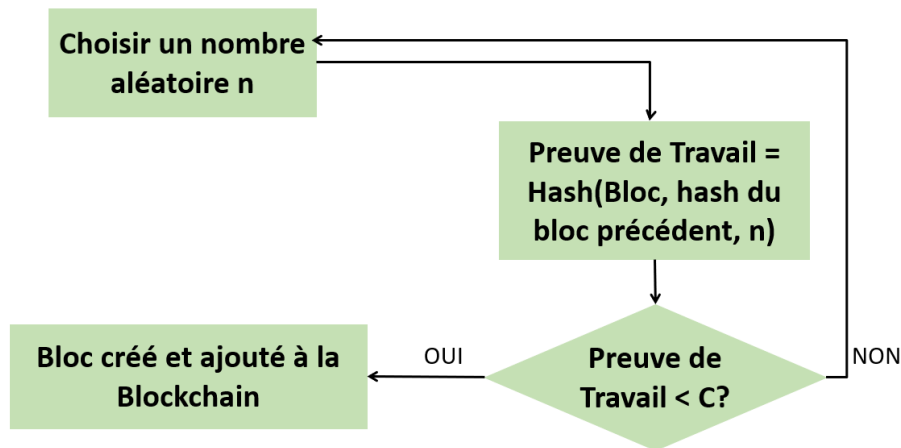 Choisir un nombre
aléatoire n
Preuve de Travail =
Hash(Bloc, hash du
bloc précédent, n)
Preuve de
Travail < C?
OUI
NON
Bloc créé et ajouté à la
Blockchain